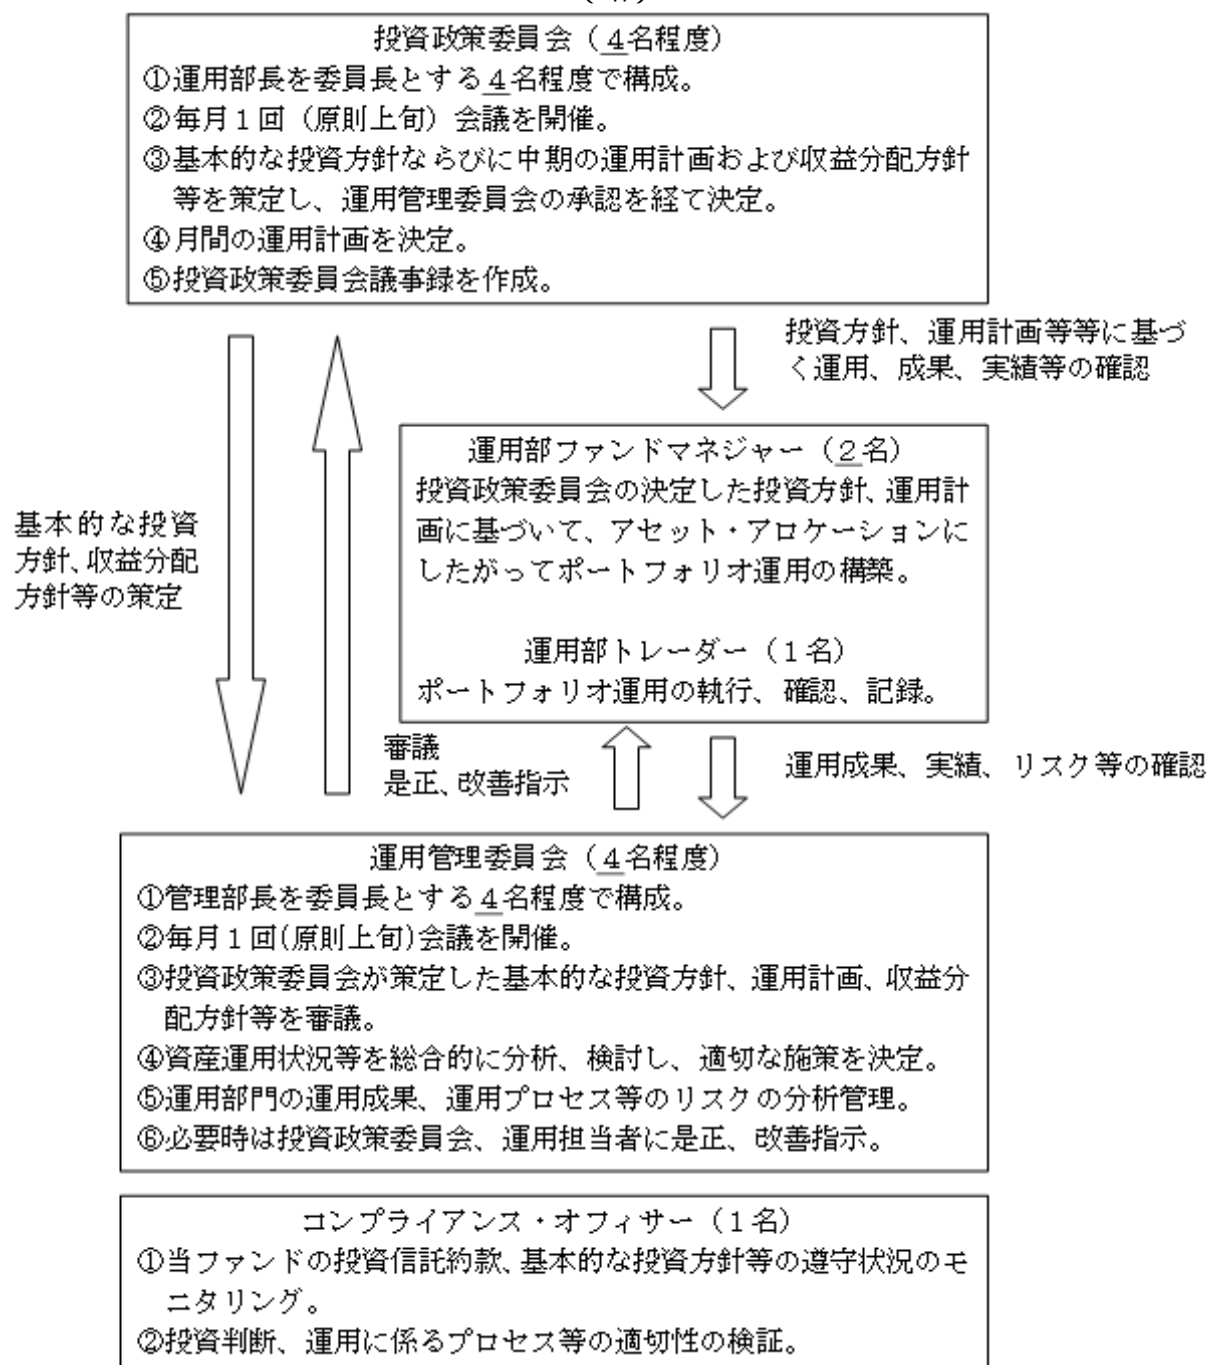 投資政策委員会（4名程度）
①運用部長を委員長とする4名程度で構成。
②毎月１回（原則上旬）会議を開催。
③基本的な投資方針ならびに中期の運用計画および収益分配方針
等を策定し、運用管理委員会の承認を経て決定。
④月間の運用計画を決定。
⑤投資政策委員会議事録を作成。
投資方針、運用計画等等に基づ
く運用、成果、実績等の確認
運用部ファンドマネジャー（2名）
投資政策委員会の決定した投資方針、運用計
画に基づいて、アセット・アロケーションに
したがってポートフォリオ運用の構築。
運用部トレーダー（１名）
ポートフォリオ運用の執行、確認、記録。
基本的な投資
方針、収益分配
方針等の策定
審議
是正、改善指示
運用成果、実績、リスク等の確認
運用管理委員会（4名程度）
①管理部長を委員長とする4名程度で構成。
②毎月１回(原則上旬)会議を開催。
③投資政策委員会が策定した基本的な投資方針、運用計画、収益分
配方針等を審議。
④資産運用状況等を総合的に分析、検討し、適切な施策を決定。
⑤運用部門の運用成果、運用プロセス等のリスクの分析管理。
⑥必要時は投資政策委員会、運用担当者に是正、改善指示。
コンプライアンス・オフィサー（１名）
①当ファンドの投資信託約款、基本的な投資方針等の遵守状況のモ
ニタリング。
②投資判断、運用に係るプロセス等の適切性の検証。